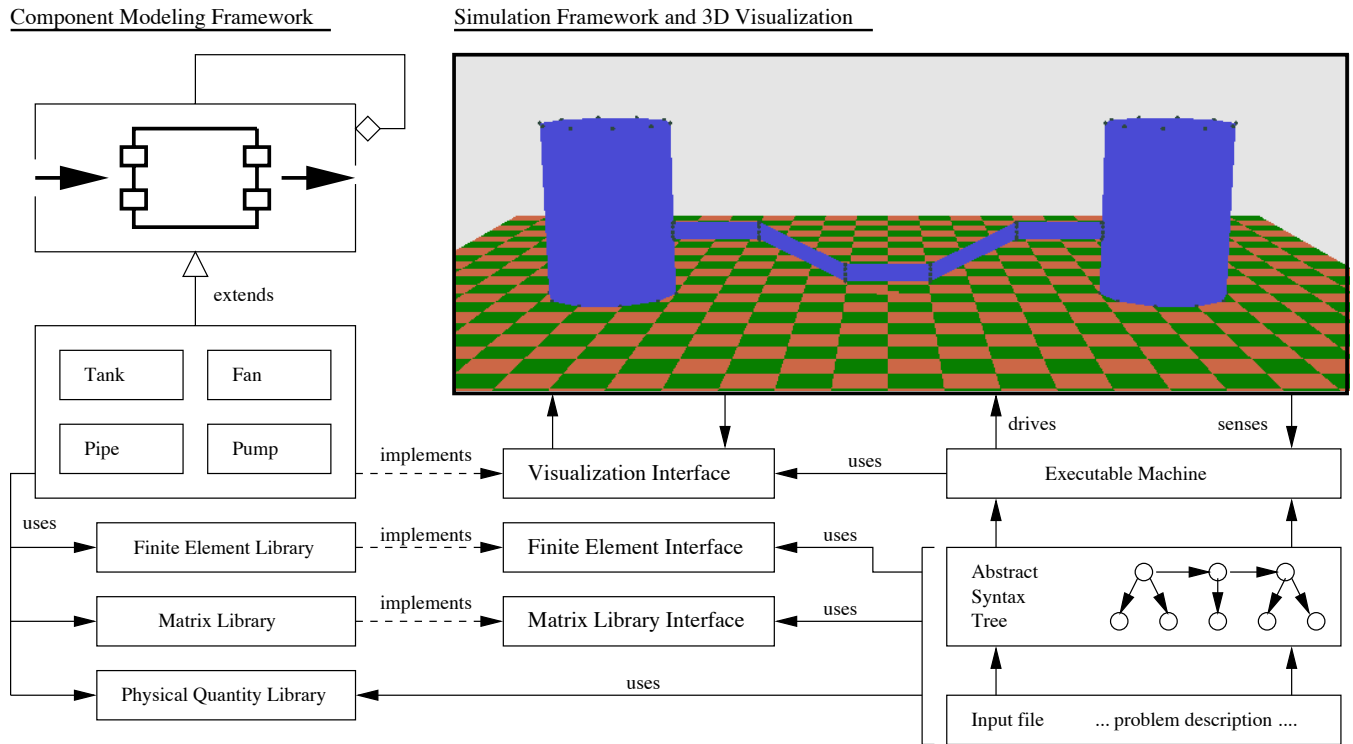 Component Modeling Framework
Simulation Framework and 3D Visualization
extends
Tank
Fan
Pipe
Pump
drives
senses
implements
Visualization Interface
uses
Executable Machine
uses
Finite Element Library
implements
Finite Element Interface
uses
Abstract
Syntax
Tree
Matrix Library
implements
Matrix Library Interface
uses
Physical Quantity Library
uses
Input file
... problem description ....